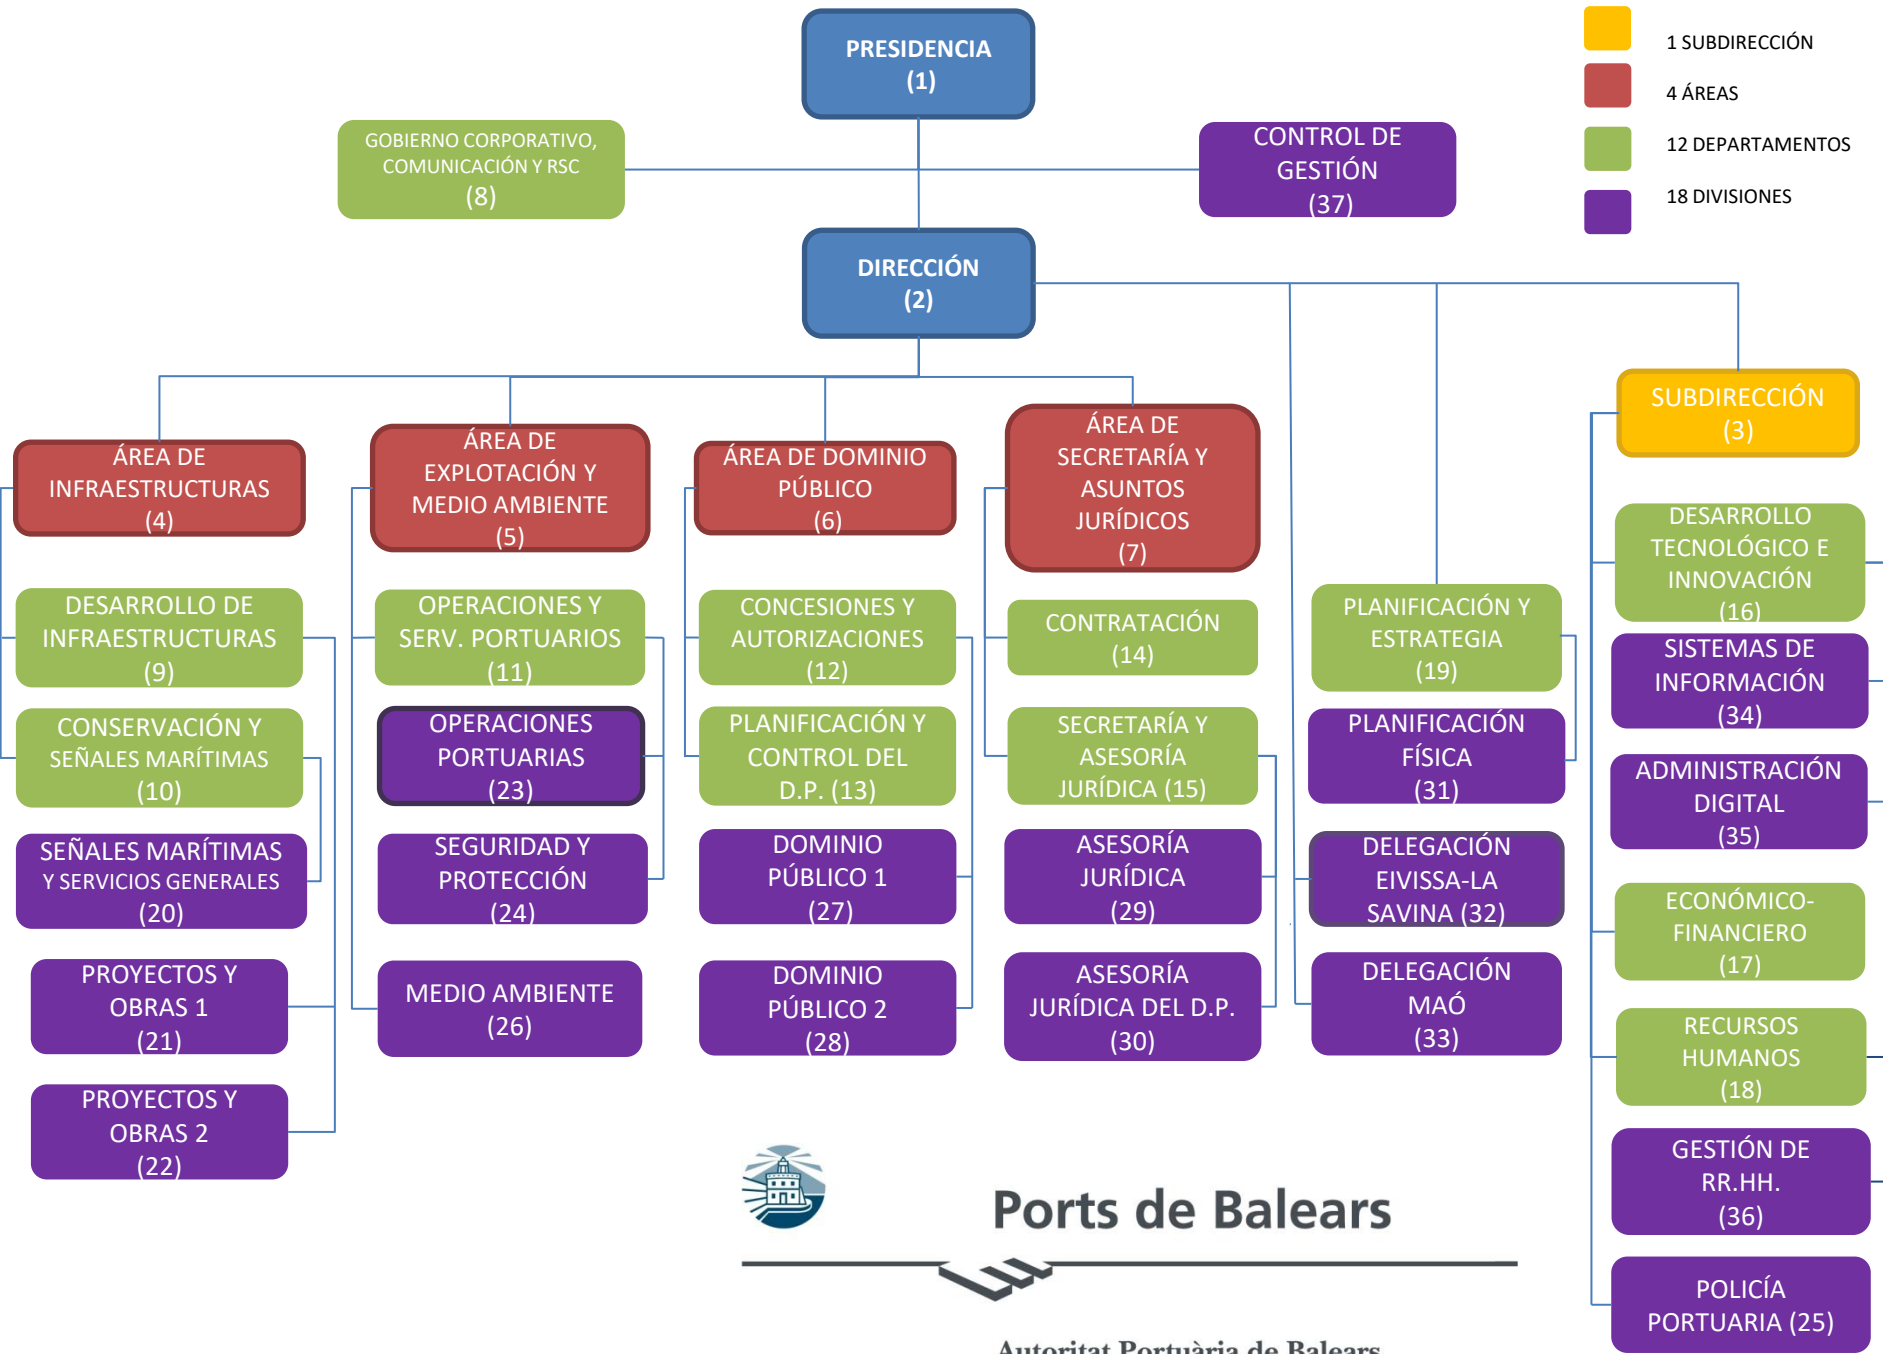 PRESIDENCIA
(1)
1 SUBDIRECCIÓN
4 ÁREAS
12 DEPARTAMENTOS
18 DIVISIONES
GOBIERNO CORPORATIVO,
COMUNICACIÓN Y RSC
(8)
CONTROL DE
GESTIÓN
(37)
DIRECCIÓN
(2)
ÁREA DE
INFRAESTRUCTURAS
(4)
ÁREA DE
EXPLOTACIÓN Y
MEDIO AMBIENTE
(5)
ÁREA DE DOMINIO
PÚBLICO
(6)
ÁREA DE
SECRETARÍA Y
ASUNTOS
JURÍDICOS
(7)
SUBDIRECCIÓN
(3)
DESARROLLO DE
INFRAESTRUCTURAS
(9)
CONSERVACIÓN Y
SEÑALES MARÍTIMAS
(10)
SEÑALES MARÍTIMAS
Y SERVICIOS GENERALES
(20)
PROYECTOS Y
OBRAS 1
(21)
PROYECTOS Y
OBRAS 2
(22)
OPERACIONES Y
SERV. PORTUARIOS
(11)
OPERACIONES
PORTUARIAS
(23)
SEGURIDAD Y
PROTECCIÓN
(24)
MEDIO AMBIENTE
(26)
CONCESIONES Y
AUTORIZACIONES
(12)
PLANIFICACIÓN Y
CONTROL DEL
D.P. (13)
DOMINIO
PÚBLICO 1
(27)
DOMINIO
PÚBLICO 2
(28)
CONTRATACIÓN
(14)
SECRETARÍA Y
ASESORÍA
JURÍDICA (15)
ASESORÍA
JURÍDICA
(29)
ASESORÍA
JURÍDICA DEL D.P.
(30)
PLANIFICACIÓN Y
ESTRATEGIA
(19)
PLANIFICACIÓN
FÍSICA
(31)
DELEGACIÓN
EIVISSA-LA
SAVINA (32)
DELEGACIÓN
MAÓ
(33)
DESARROLLO
TECNOLÓGICO E
INNOVACIÓN
(16)
SISTEMAS DE
INFORMACIÓN
(34)
ADMINISTRACIÓN
DIGITAL
(35)
ECONÓMICO-
FINANCIERO
(17)
RECURSOS
HUMANOS
(18)
GESTIÓN DE
RR.HH.
(36)
POLICÍA
PORTUARIA (25)
Ports de Balears
Autoritat Portuària de Balears